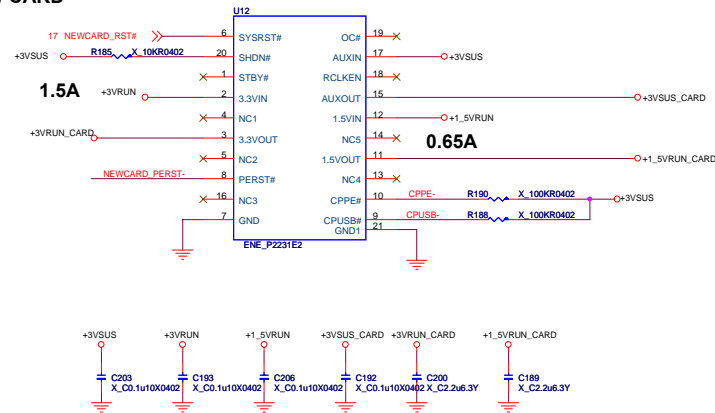 U12
17 NEWCARD_RST# 6 SYSRST# OC# 19
+3VSUS R185 X_10KR0402 20 SHDN# AUXIN 17 +3VSUS
1 STBY# RCLKEN 18
1.5A +3VRUN 2 3.3VIN AUXOUT 15 +3VSUS_CARD
4 NC1 1.5VIN 12 +1_5VRUN
+3VRUN_CARD 3 3.3VOUT NC5 14 0.65A
5 NC2 1.5VOUT 11 +1_5VRUN_CARD
NEWCARD_PERST- 8 PERST# NC4 13
16 NC3 CPPE# 10 CPPE- R190 X_100KR0402 +3VSUS
7 GND CPUSB# 9 CPUSB- R188 X_100KR0402
GND1 21
ENE_P2231E2
+3VSUS +3VRUN +1_5VRUN +3VSUS_CARD +3VRUN_CARD +1_5VRUN_CARD
C203 C193 C206 C192 C200 C189
X_C0.1u10X0402 X_C0.1u10X0402 X_C0.1u10X0402 X_C0.1u10X0402 X_C2.2u6.3Y X_C2.2u6.3Y